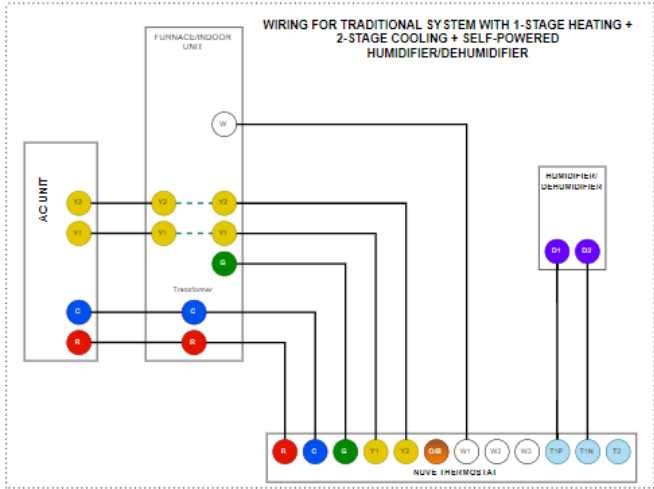 WIRING FOR TRADITIONAL SYSTEM WITH 1-STAGE HEATING +
2-STAGE COOLING + SELF-POWERED
HUMIDIFIER/DEHUMIDIFIER
FURNACE/INDOOR
UNIT
W
AC UNIT
Y2 Y2 Y2
Y1 Y1 Y1
G
Transformer
C C
R R
HUMIDIFIER/
DEHUMIDIFIER
D1 D2
R C G Y1 Y2 O/B W1 W2 W3 T1P T1N T2
NUVE THERMOSTAT